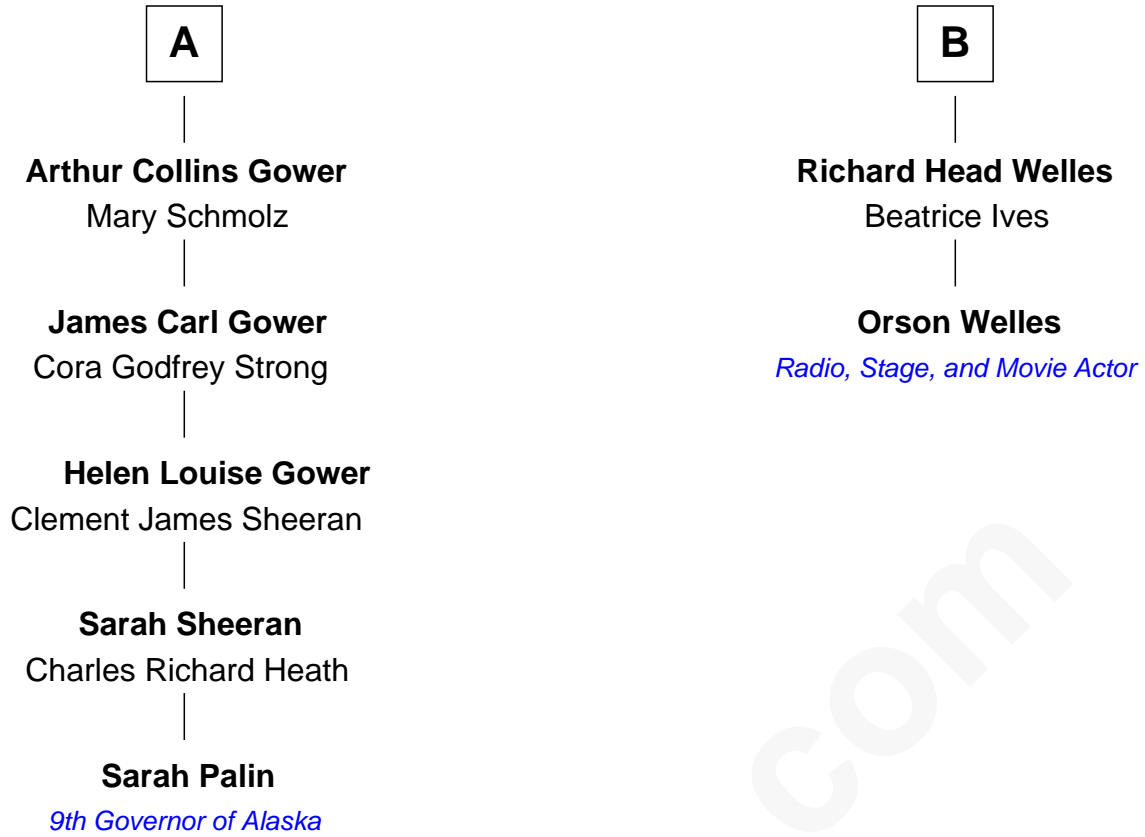 A
Arthur Collins Gower
Mary Schmolz
James Carl Gower
Cora Godfrey Strong
Helen Louise Gower
Clement James Sheeran
Sarah Sheeran
Charles Richard Heath
Sarah Palin
9th Governor of Alaska
B
Richard Head Welles
Beatrice Ives
Orson Welles
Radio, Stage, and Movie Actor
com